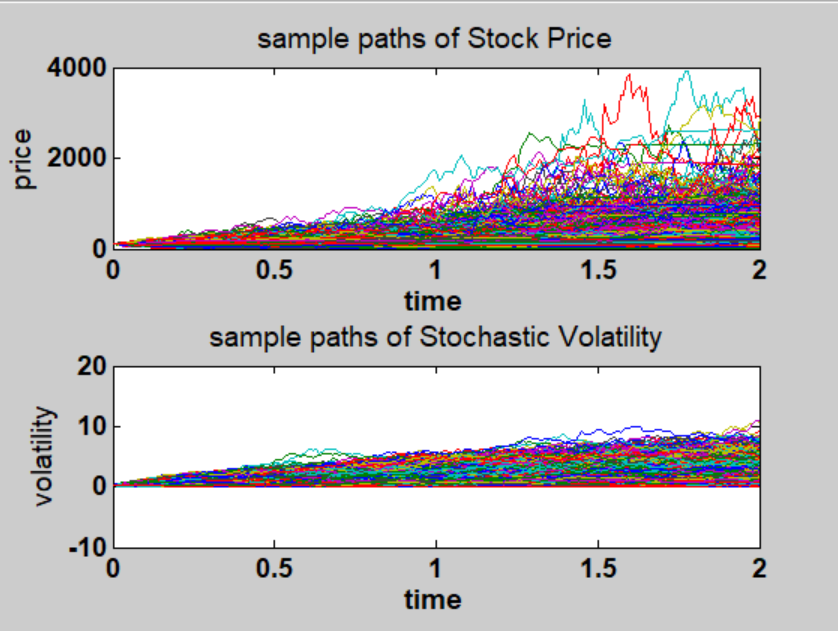 sample paths of Stock Price
4000
2000
0
price
0 0.5 1 1.5 2
time
sample paths of Stochastic Volatility
20
10
0
-10
volatility
0 0.5 1 1.5 2
time